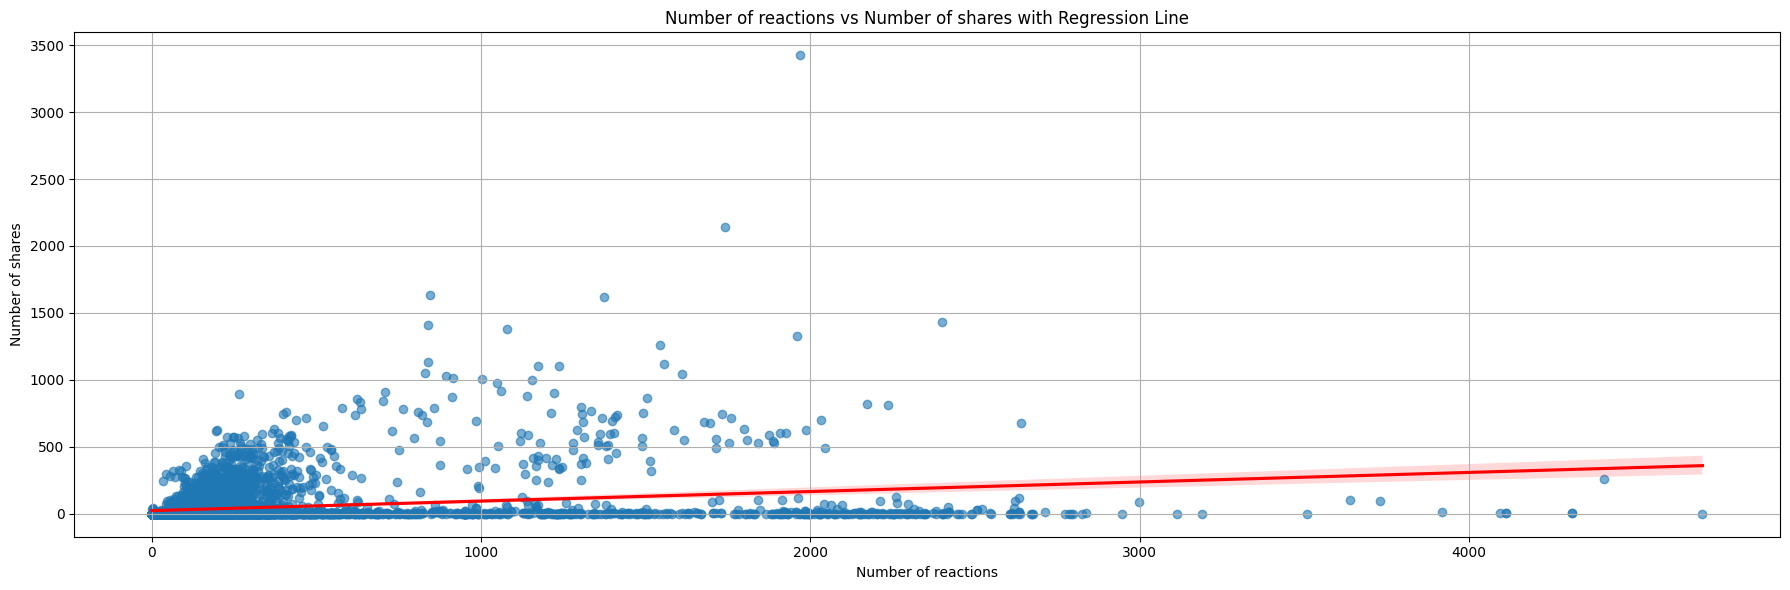 Number of reactions vs Number of shares with Regression Line
3500
3000
2500
2000
1500
1000
500
0
Number of shares
0 1000 2000 3000 4000
Number of reactions